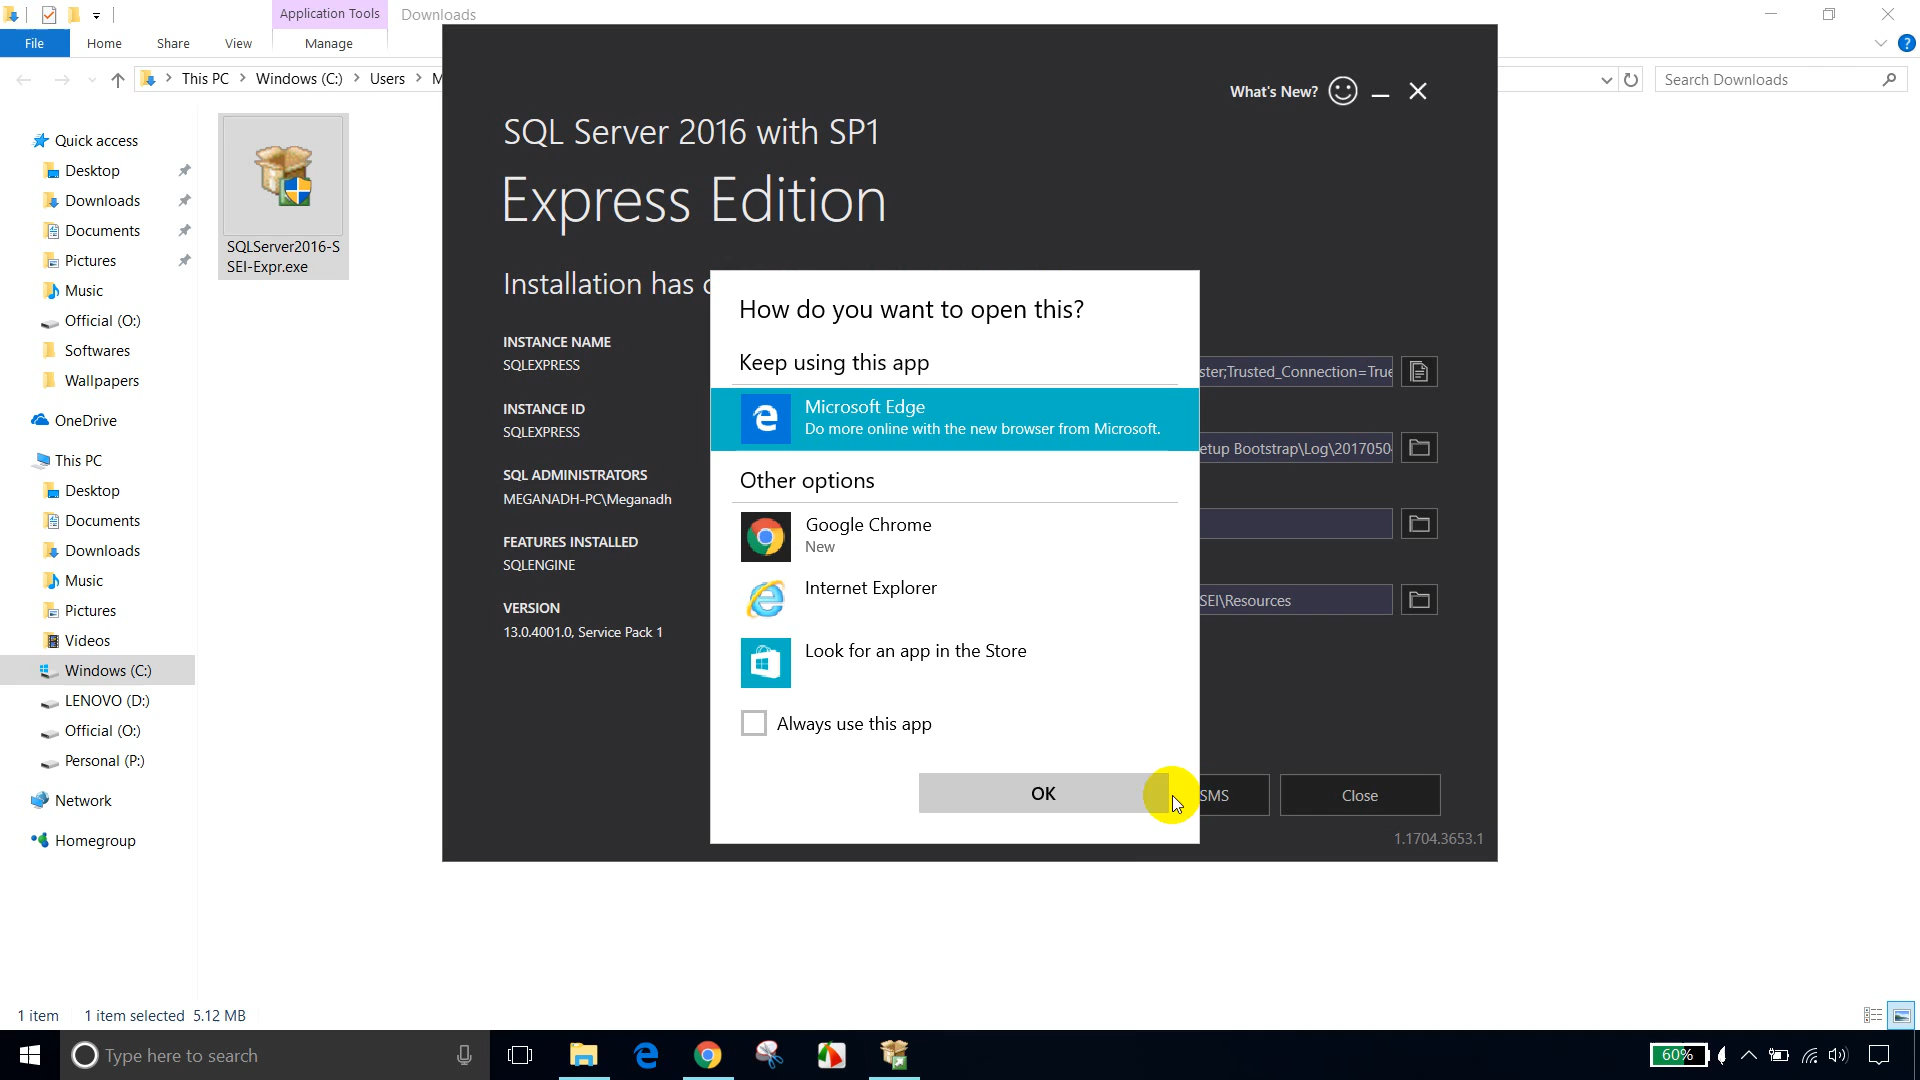 Application Tools
Downloads
File
Home
Share
View
Manage
This PC
Windows (C:)
Users
M
Search Downloads
Quick access
Desktop
Downloads
Documents
Pictures
Music
Official (O:)
Softwares
Wallpapers
OneDrive
This PC
Desktop
Documents
Downloads
Music
Pictures
Videos
Windows (C:)
LENOVO (D:)
Official (O:)
Personal (P:)
Network
Homegroup
SQLServer2016-S
SEI-Expr.exe
What's New?
SQL Server 2016 with SP1
Express Edition
Installation has
INSTANCE NAME
SQLEXPRESS
INSTANCE ID
SQLEXPRESS
SQL ADMINISTRATORS
MEGANADH-PC\Meganadh
FEATURES INSTALLED
SQLENGINE
VERSION
13.0.4001.0, Service Pack 1
ster;Trusted_Connection=True
etup Bootstrap\Log\2017050
SEI\Resources
How do you want to open this?
Keep using this app
Microsoft Edge
Do more online with the new browser from Microsoft.
Other options
Google Chrome
New
Internet Explorer
Look for an app in the Store
Always use this app
OK
SMS
Close
1.1704.3653.1
1 item
1 item selected 5.12 MB
Type here to search
60%